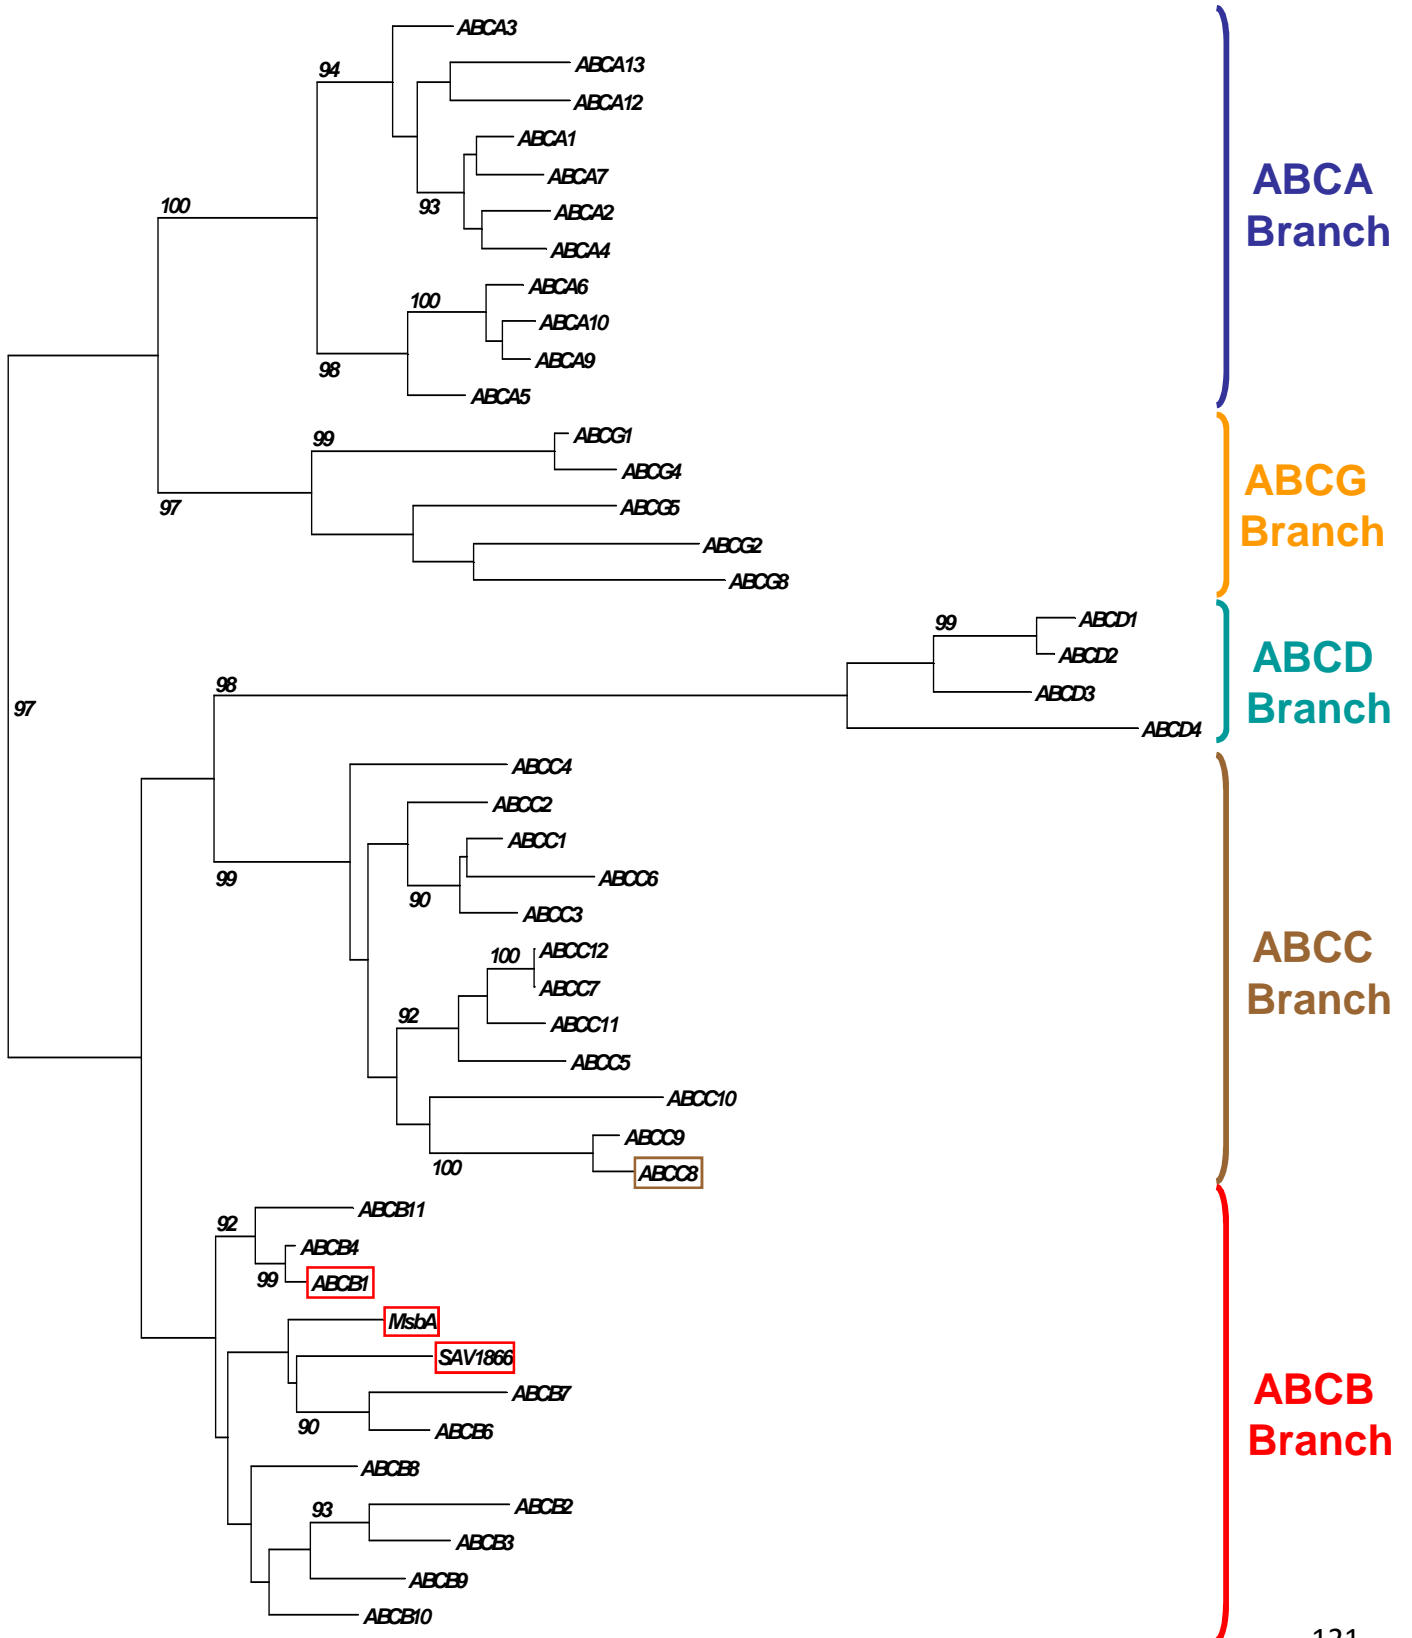 ABCA3
94
ABCA13
ABCA12
ABCA1
ABCA7
93
ABCA2
100
ABCA4
ABCA
Branch
ABCA6
100
ABCA10
ABCA9
98
ABCA5
ABCG1
99
ABCG4
ABCG5
97
ABCG2
ABCG8
ABCG
Branch
ABCD1
99
ABCD2
98
ABCD3
97
ABCD4
ABCD
Branch
ABCC4
ABCC2
ABCC1
99
ABCC6
90
ABCC3
ABCC12
100
ABCC7
92
ABCC11
ABCC5
ABCC10
ABCC9
100
ABCC8
ABCC
Branch
ABCB11
92
ABCB4
99
ABCB1
MsbA
SAV1866
ABCB7
90
ABCB6
ABCB8
93
ABCB2
ABCB3
ABCB9
ABCB10
ABCB
Branch